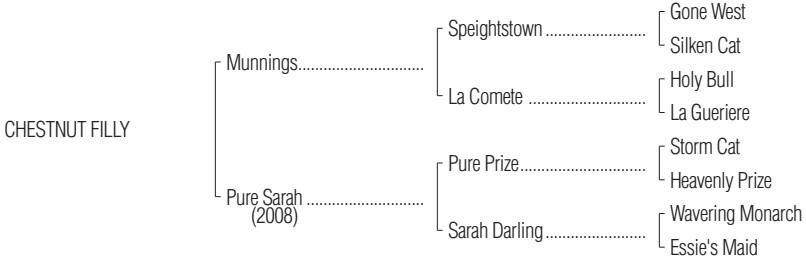 Gone West
Speightstown
Silken Cat
Munnings
Holy Bull
La Comete
La Gueriere
CHESTNUT FILLY
Storm Cat
Pure Prize
Heavenly Prize
Pure Sarah
(2008)
Wavering Monarch
Sarah Darling
Essie's Maid